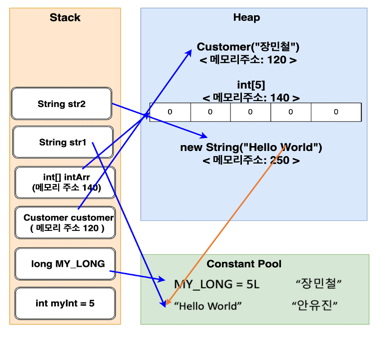 Stack
Heap
Customer("장민철")
< 메모리주소: 120 >
int[5]
< 메모리주소: 140 >
0 0 0 0 0
String str2
String str1
new String("Hello World")
< 메모리주소: 250 >
int[] intArr
(메모리 주소 140)
Customer customer
( 메모리 주소 120 )
long MY_LONG
int myInt = 5
Constant Pool
MY_LONG = 5L “장민철”
“Hello World” “안유진”